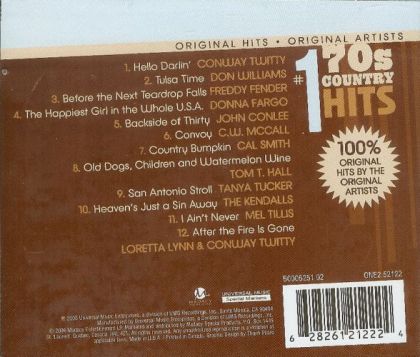 ORIGINAL HITS • ORIGINAL ARTISTS
#1 70s
COUNTRY
HITS
1. Hello Darlin' CONWAY TWITTY
2. Tulsa Time DON WILLIAMS
3. Before the Next Teardrop Falls FREDDY FENDER
4. The Happiest Girl in the Whole U.S.A. DONNA FARGO
5. Backside of Thirty JOHN CONLEE
6. Convoy C.W. MCCALL
7. Country Bumpkin CAL SMITH
8. Old Dogs, Children and Watermelon Wine
TOM T. HALL
9. San Antonio Stroll TANYA TUCKER
10. Heaven's Just a Sin Away THE KENDALLS
11. I Ain't Never MEL TILLIS
12. After the Fire Is Gone
LORETTA LYNN & CONWAY TWITTY
100%
ORIGINAL
HITS BY THE
ORIGINAL
ARTISTS
UNIVERSAL MUSIC
Special Markets
ONE2 52122
6 28261 21222 4